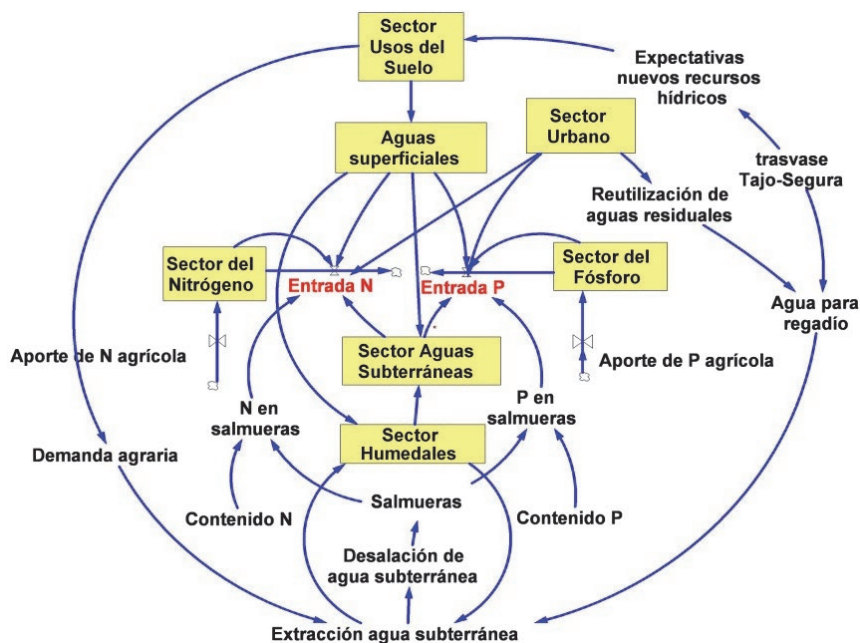 Sector
Usos del
Suelo
Expectativas
nuevos recursos
hídricos
Sector
Urbano
Aguas
superficiales
trasvase
Tajo-Segura
Reutilización de
aguas residuales
Sector del
Nitrógeno
Entrada N
Entrada P
Sector del
Fósforo
Agua para
regadío
Aporte de N agrícola
Sector Aguas
Subterráneas
Aporte de P agrícola
N en
salmueras
P en
salmueras
Sector
Humedales
Demanda agraria
Salmueras
Contenido N
Contenido P
Desalación de
agua subterránea
Extracción agua subterránea